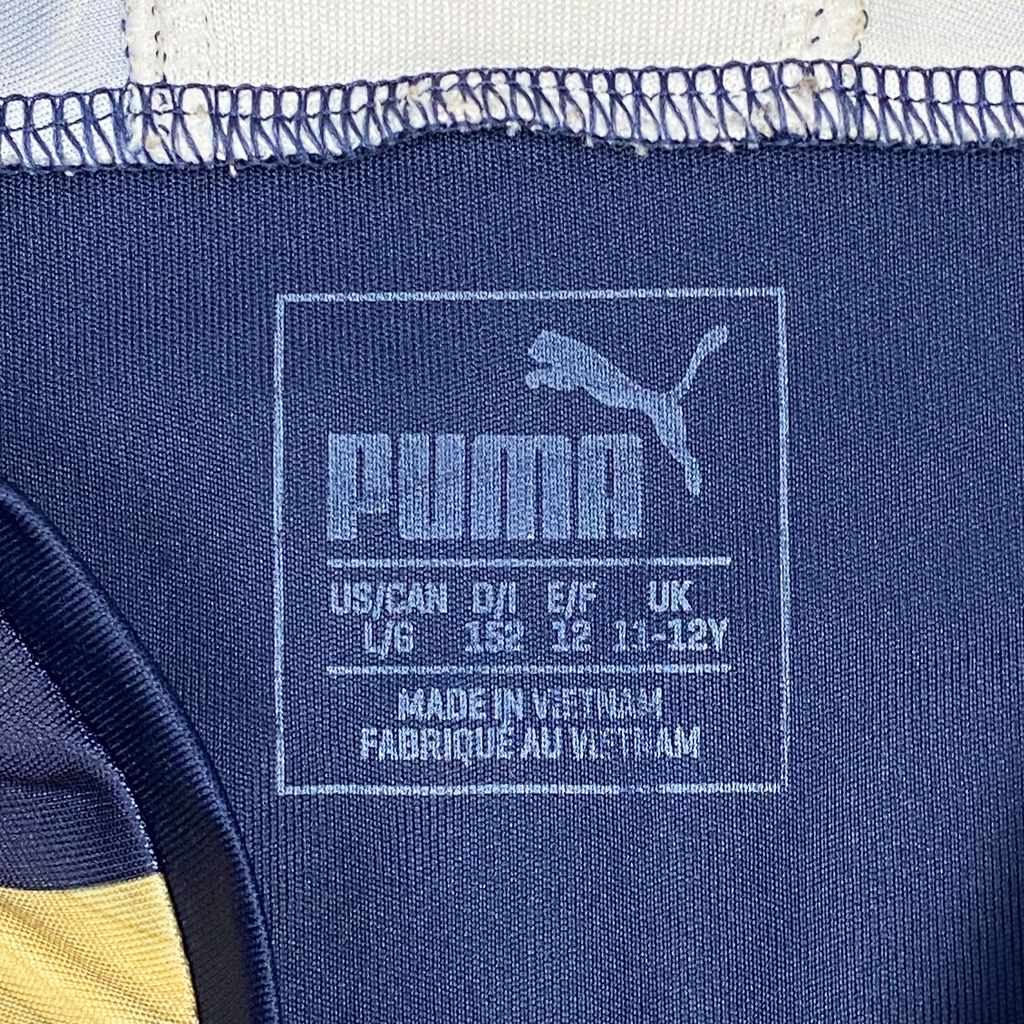 PUMA
US/CAN D/I E/F UK
L/G 152 12 11-12Y
MADE IN VIETNAM
FABRIQUÉ AU VIETNAM